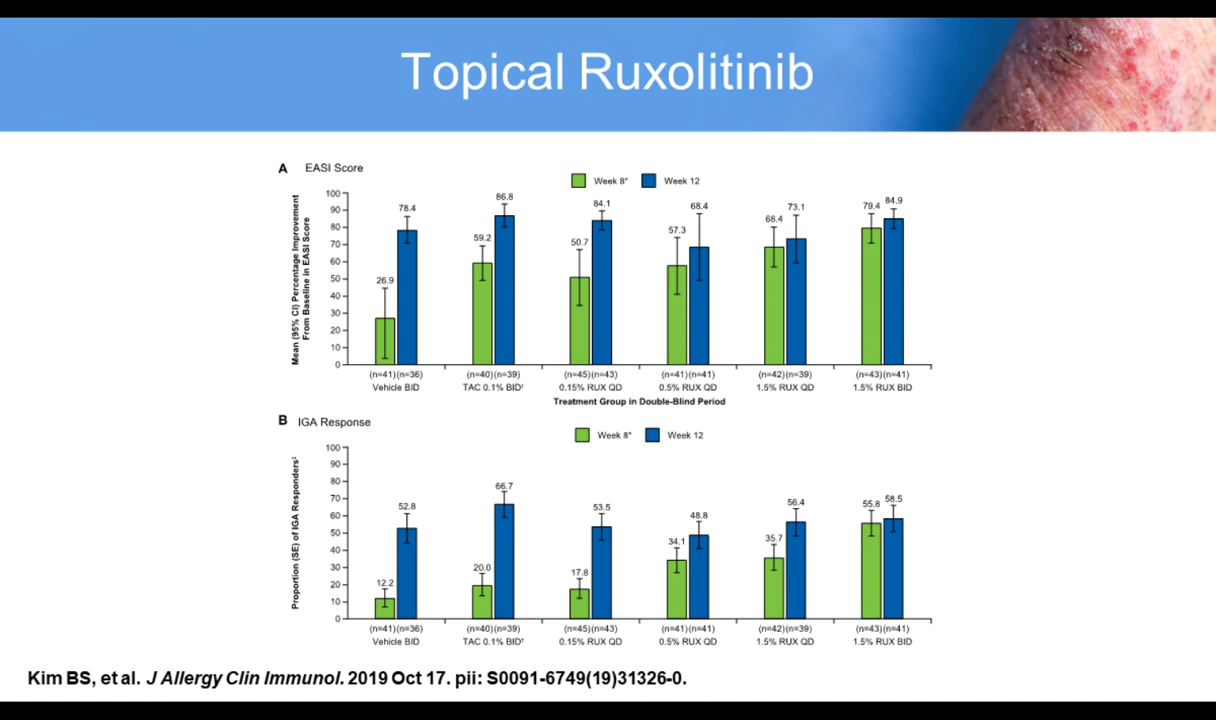 Topical Ruxolitinib
A EASI Score
Week 8* Week 12
Mean (95% CI) Percentage Improvement
From Baseline in EASI Score
100
90
80
70
60
50
40
30
20
10
0
26.9 78.4 59.2 86.8 50.7 84.1 57.3 68.4 68.4 73.1 79.4 84.9
(n=41)(n=36) (n=40)(n=39) (n=45)(n=43) (n=41)(n=41) (n=42)(n=39) (n=43)(n=41)
Vehicle BID TAC 0.1% BID† 0.15% RUX QD 0.5% RUX QD 1.5% RUX QD 1.5% RUX BID
Treatment Group in Double-Blind Period
B IGA Response
Week 8* Week 12
Proportion (SE) of IGA Responders‡
100
90
80
70
60
50
40
30
20
10
0
12.2 52.8 20.0 66.7 17.8 53.5 34.1 48.8 35.7 56.4 55.8 58.5
(n=41)(n=36) (n=40)(n=39) (n=45)(n=43) (n=41)(n=41) (n=42)(n=39) (n=43)(n=41)
Vehicle BID TAC 0.1% BID† 0.15% RUX QD 0.5% RUX QD 1.5% RUX QD 1.5% RUX BID
Kim BS, et al. J Allergy Clin Immunol. 2019 Oct 17. pii: S0091-6749(19)31326-0.